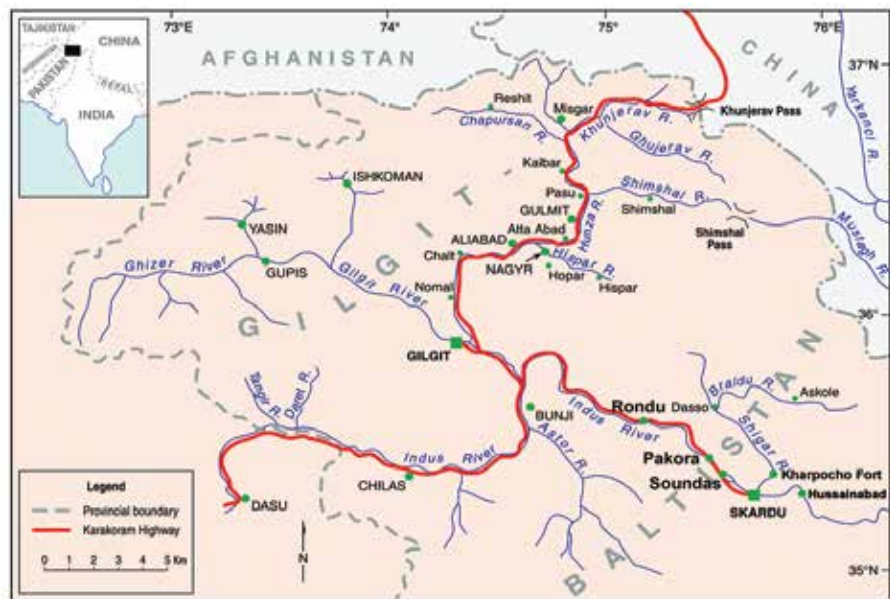 73°E
74°
75°
76°E
TAJIKISTAN
CHINA
PAKISTAN
NEPAL
INDIA
AFGHANISTAN
CHINA
37°N
Reshit
Misgar
Chapursan R.
Khunjerav R.
Khunjerav Pass
Ghujerav R.
Yarkand R.
Kaibar
ISHKOMAN
Pasu
Shimshal R.
Shimshal
GULMIT
YASIN
Atta Abad
Hunza R.
Shimshal Pass
Mustagh R.
ALIABAD
Chalt
Ghizer River
GUPIS
Gilgit River
NAGYR
Hispar R.
Hopar
Hispar
Nomal
36°
GILGIT-
BALTISTAN
GILGIT
Tangir R.
Darel R.
BUNJI
Indus River
Rondu
Dasso
Braldu R.
Askole
Astor R.
Shigar R.
Indus River
Pakora
Kharpocho Fort
CHILAS
Soundas
Hussainabad
DASU
SKARDU
Legend
Provincial boundary
Karakoram Highway
0 1 2 3 4 5 Km
N
35°N